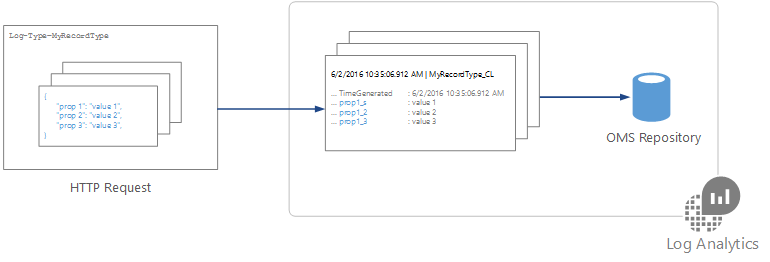 Log-Type-MyRecordType
{
"prop 1": "value 1",
"prop 2": "value 2",
"prop 3": "value 3",
}
HTTP Request
6/2/2016 10:35:06.912 AM | MyRecordType_CL
... TimeGenerated : 6/2/2016 10:35:06.912 AM
... prop1_s : value 1
... prop1_2 : value 2
... prop1_3 : value 3
OMS Repository
Log Analytics